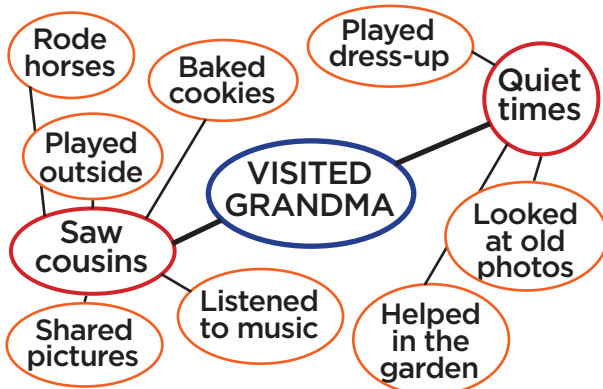 Rode
horses
Baked
cookies
Played
dress-up
Quiet
times
Played
outside
VISITED
GRANDMA
Saw
cousins
Looked
at old
photos
Listened
to music
Shared
pictures
Helped
in the
garden